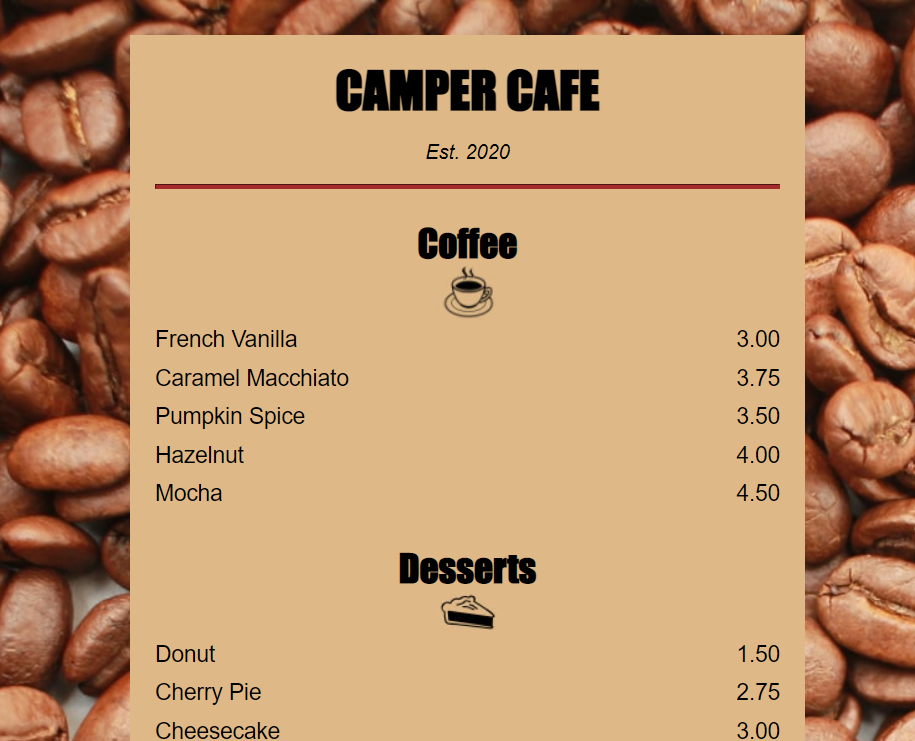 CAMPER CAFE
Est. 2020
Coffee
French Vanilla 3.00
Caramel Macchiato 3.75
Pumpkin Spice 3.50
Hazelnut 4.00
Mocha 4.50
Desserts
Donut 1.50
Cherry Pie 2.75
Cheesecake 3.00